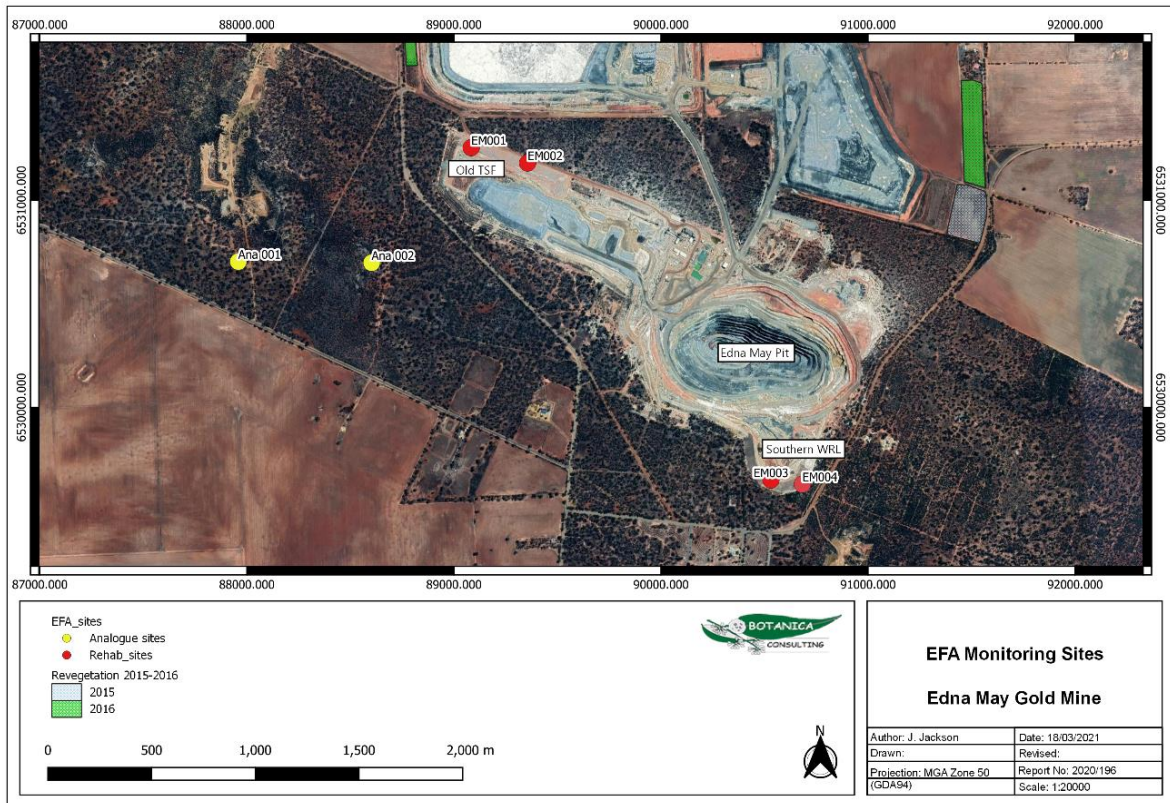 87000.000 88000.000 89000.000 90000.000 91000.000 92000.000
EM001
EM002
Old TSF
6531000.000
6531000.000
Ana 001
Ana 002
Edna May Pit
6530000.000
6530000.000
Southern WRL
EM003
EM004
87000.000 88000.000 89000.000 90000.000 91000.000 92000.000
EFA_sites
Analogue sites
Rehab_sites
Revegetation 2015-2016
2015
2016
0 500 1,000 1,500 2,000 m
BOTANICA
CONSULTING
N
EFA Monitoring Sites
Edna May Gold Mine
Author: J. Jackson
Date: 18/03/2021
Drawn:
Revised:
Projection: MGA Zone 50
(GDA94)
Report No: 2020/196
Scale: 1:20000